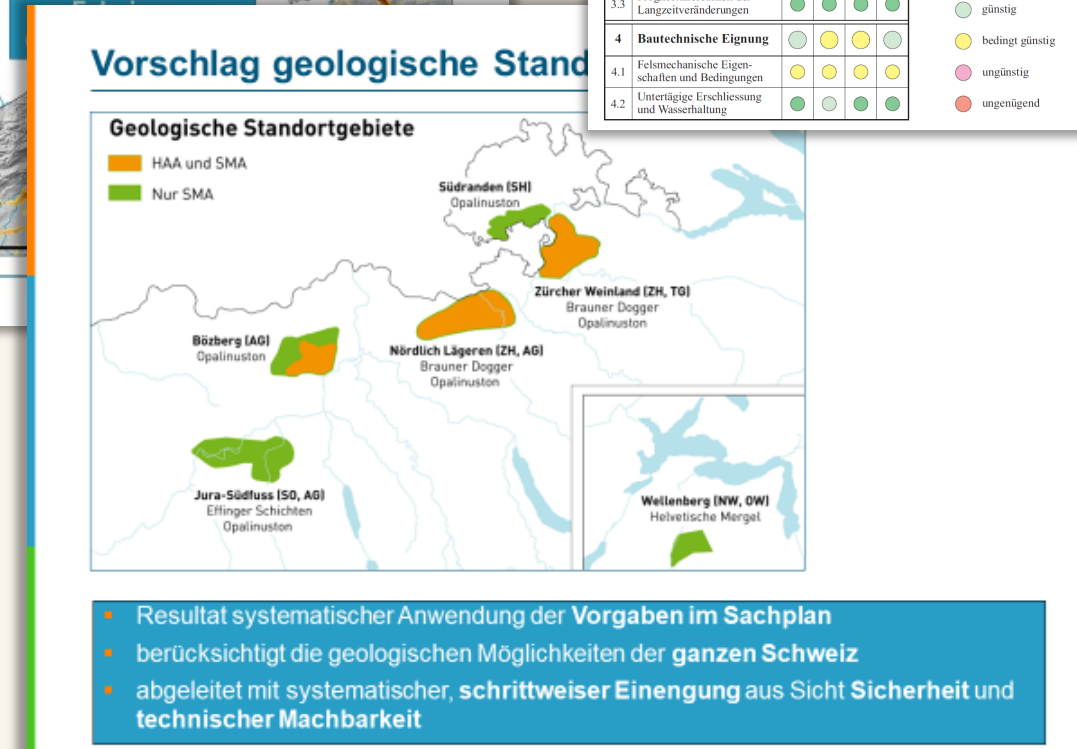 3.3
Langzeitveränderungen
4 Bautechnische Eignung
4.1 Felsmechanische Eigen-
schaften und Bedingungen
4.2 Untertägige Erschliessung
und Wasserhaltung
günstig
bedingt günstig
ungünstig
ungenügend
Vorschlag geologische Stand
Geologische Standortgebiete
HAA und SMA
Nur SMA
Südranden (SH)
Opalinuston
Zürcher Weinland (ZH, TG)
Brauner Dogger
Opalinuston
Bözberg (AG)
Opalinuston
Nördlich Lägeren (ZH, AG)
Brauner Dogger
Opalinuston
Jura-Südfuss (SO, AG)
Effinger Schichten
Opalinuston
Wellenberg (NW, OW)
Helvetische Mergel
▪ Resultat systematischer Anwendung der Vorgaben im Sachplan
▪ berücksichtigt die geologischen Möglichkeiten der ganzen Schweiz
▪ abgeleitet mit systematischer, schrittweiser Einengung aus Sicht Sicherheit und
technischer Machbarkeit